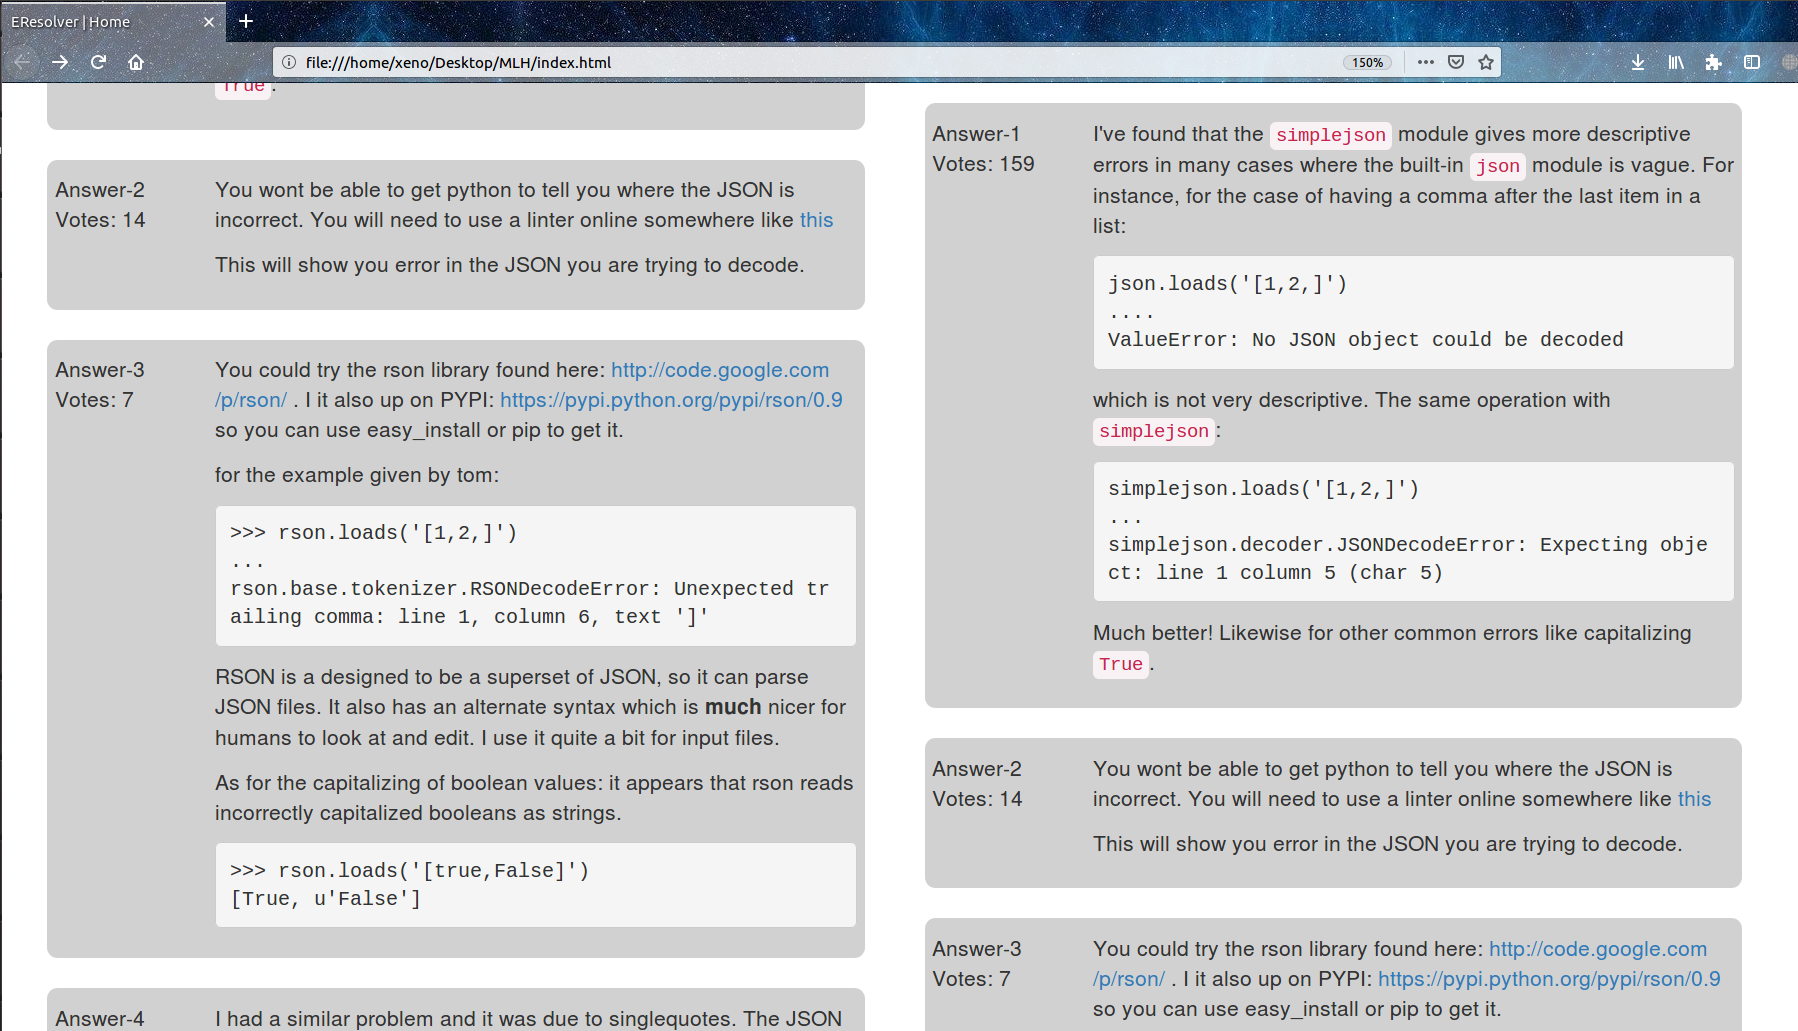 EResolver | Home
file:///home/xeno/Desktop/MLH/index.html
150%
True.
Answer-2
Votes: 14
You wont be able to get python to tell you where the JSON is
incorrect. You will need to use a linter online somewhere like this
This will show you error in the JSON you are trying to decode.
Answer-3
Votes: 7
You could try the rson library found here: http://code.google.com
/p/rson/ . I it also up on PYPI: https://pypi.python.org/pypi/rson/0.9
so you can use easy_install or pip to get it.
for the example given by tom:
>>> rson.loads('[1,2,]')
...
rson.base.tokenizer.RSONDecodeError: Unexpected tr
ailing comma: line 1, column 6, text ']'
RSON is a designed to be a superset of JSON, so it can parse
JSON files. It also has an alternate syntax which is much nicer for
humans to look at and edit. I use it quite a bit for input files.
As for the capitalizing of boolean values: it appears that rson reads
incorrectly capitalized booleans as strings.
>>> rson.loads('[true,False]')
[True, u'False']
Answer-4
I had a similar problem and it was due to singlequotes. The JSON
Answer-1
Votes: 159
I've found that the simplejson module gives more descriptive
errors in many cases where the built-in json module is vague. For
instance, for the case of having a comma after the last item in a
list:
json.loads('[1,2,]')
....
ValueError: No JSON object could be decoded
which is not very descriptive. The same operation with
simplejson:
simplejson.loads('[1,2,]')
...
simplejson.decoder.JSONDecodeError: Expecting obje
ct: line 1 column 5 (char 5)
Much better! Likewise for other common errors like capitalizing
True.
Answer-2
Votes: 14
You wont be able to get python to tell you where the JSON is
incorrect. You will need to use a linter online somewhere like this
This will show you error in the JSON you are trying to decode.
Answer-3
Votes: 7
You could try the rson library found here: http://code.google.com
/p/rson/ . I it also up on PYPI: https://pypi.python.org/pypi/rson/0.9
so you can use easy_install or pip to get it.